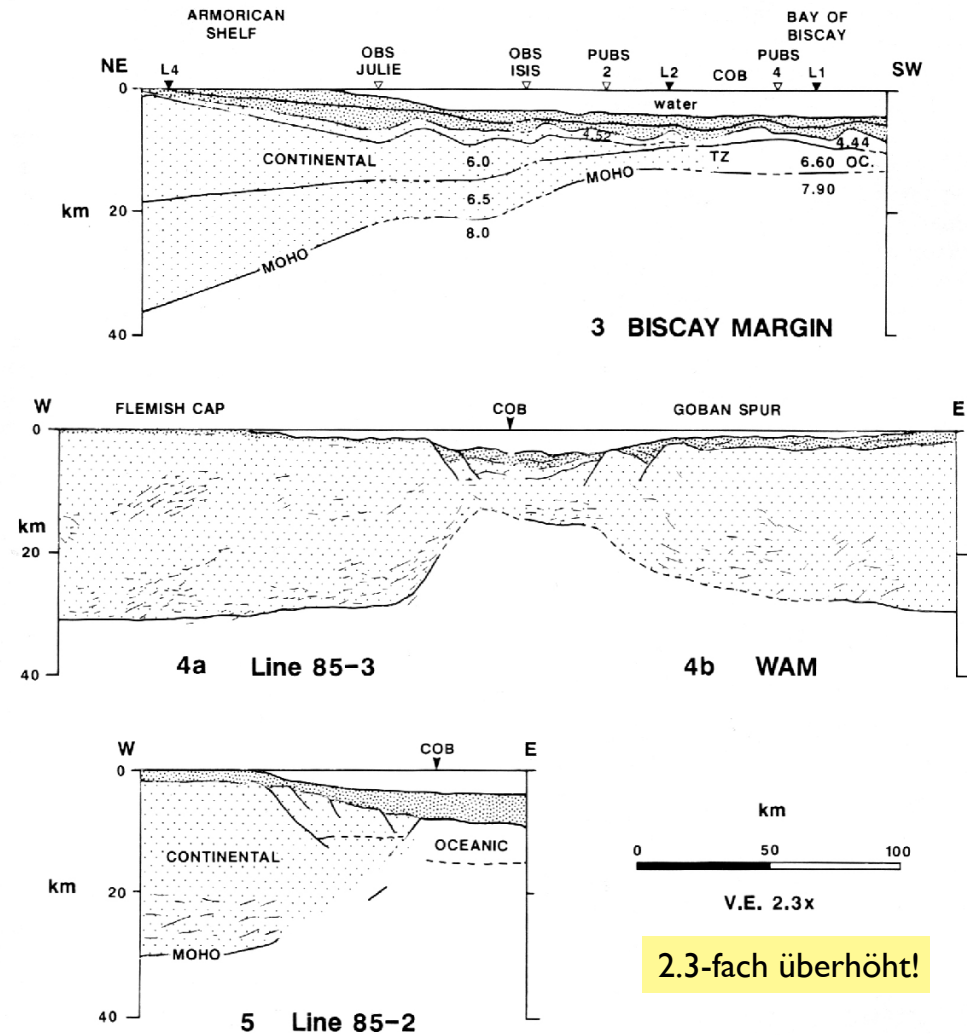 ARMORICAN
SHELF
BAY OF
BISCAY
NE
L4
OBS
JULIE
OBS
ISIS
PUBS
2
L2
COB
PUBS
4
L1
SW
0
water
4.52
4.44
CONTINENTAL
6.0
TZ
6.60
OC.
MOHO
7.90
km
20
6.5
8.0
MOHO
40
3 BISCAY MARGIN
W
FLEMISH CAP
COB
GOBAN SPUR
E
0
km
20
40
4a Line 85-3
4b WAM
W
COB
E
0
CONTINENTAL
OCEANIC
km
20
MOHO
40
5 Line 85-2
km
0
50
100
V.E. 2.3x
2.3-fach überhöht!